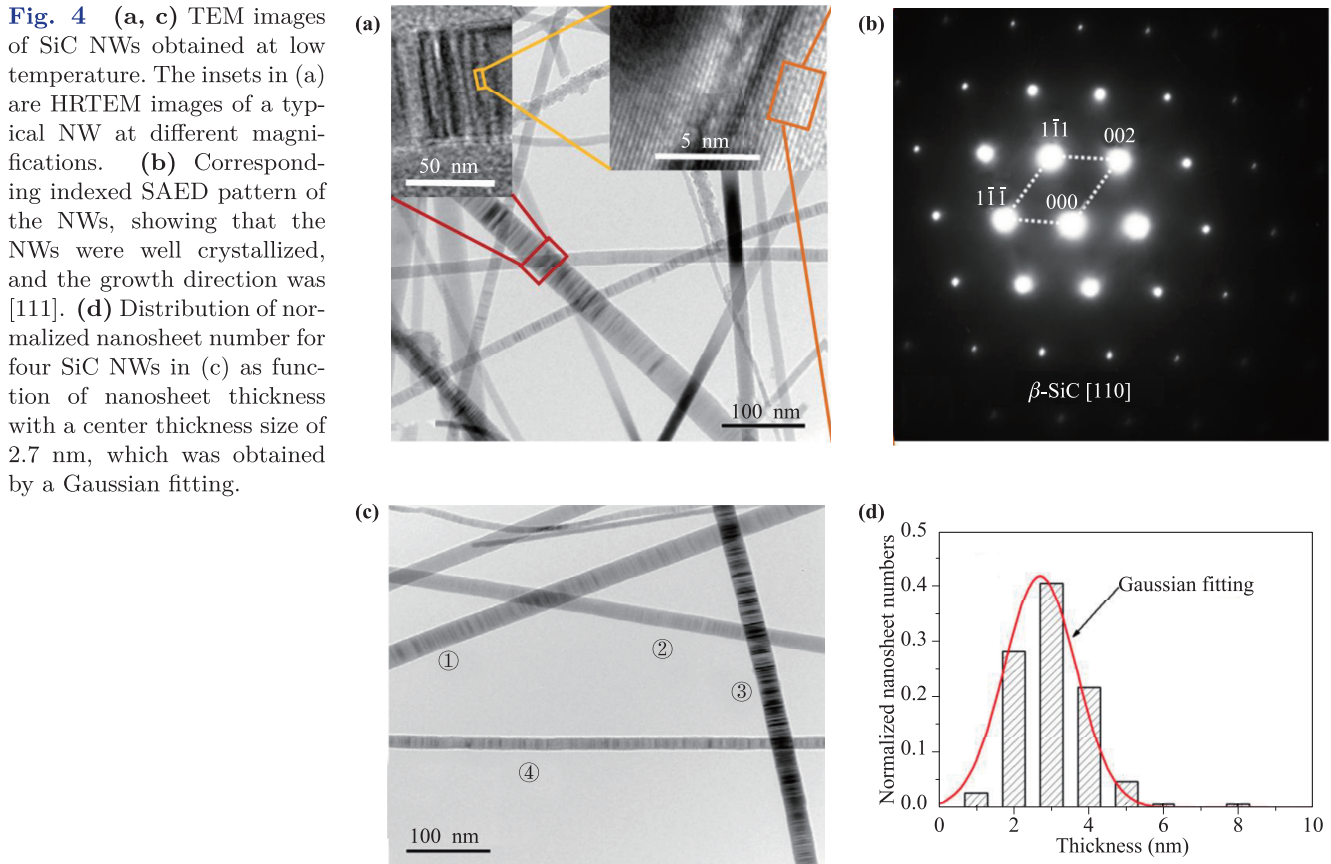 Fig. 4 (a, c) TEM images
of SiC NWs obtained at low
temperature. The insets in (a)
are HRTEM images of a typ-
ical NW at different magni-
fications. (b) Correspond-
ing indexed SAED pattern of
the NWs, showing that the
NWs were well crystallized,
and the growth direction was
[111]. (d) Distribution of nor-
malized nanosheet number for
four SiC NWs in (c) as func-
tion of nanosheet thickness
with a center thickness size of
2.7 nm, which was obtained
by a Gaussian fitting.
(a)
50 nm
5 nm
100 nm
(b)
11̅1
002
11̅1̅
000
β-SiC [110]
(c)
①
②
③
④
100 nm
(d)
Normalized nanosheet numbers
0.5
0.4
0.3
0.2
0.1
0.0
Gaussian fitting
0 2 4 6 8 10
Thickness (nm)